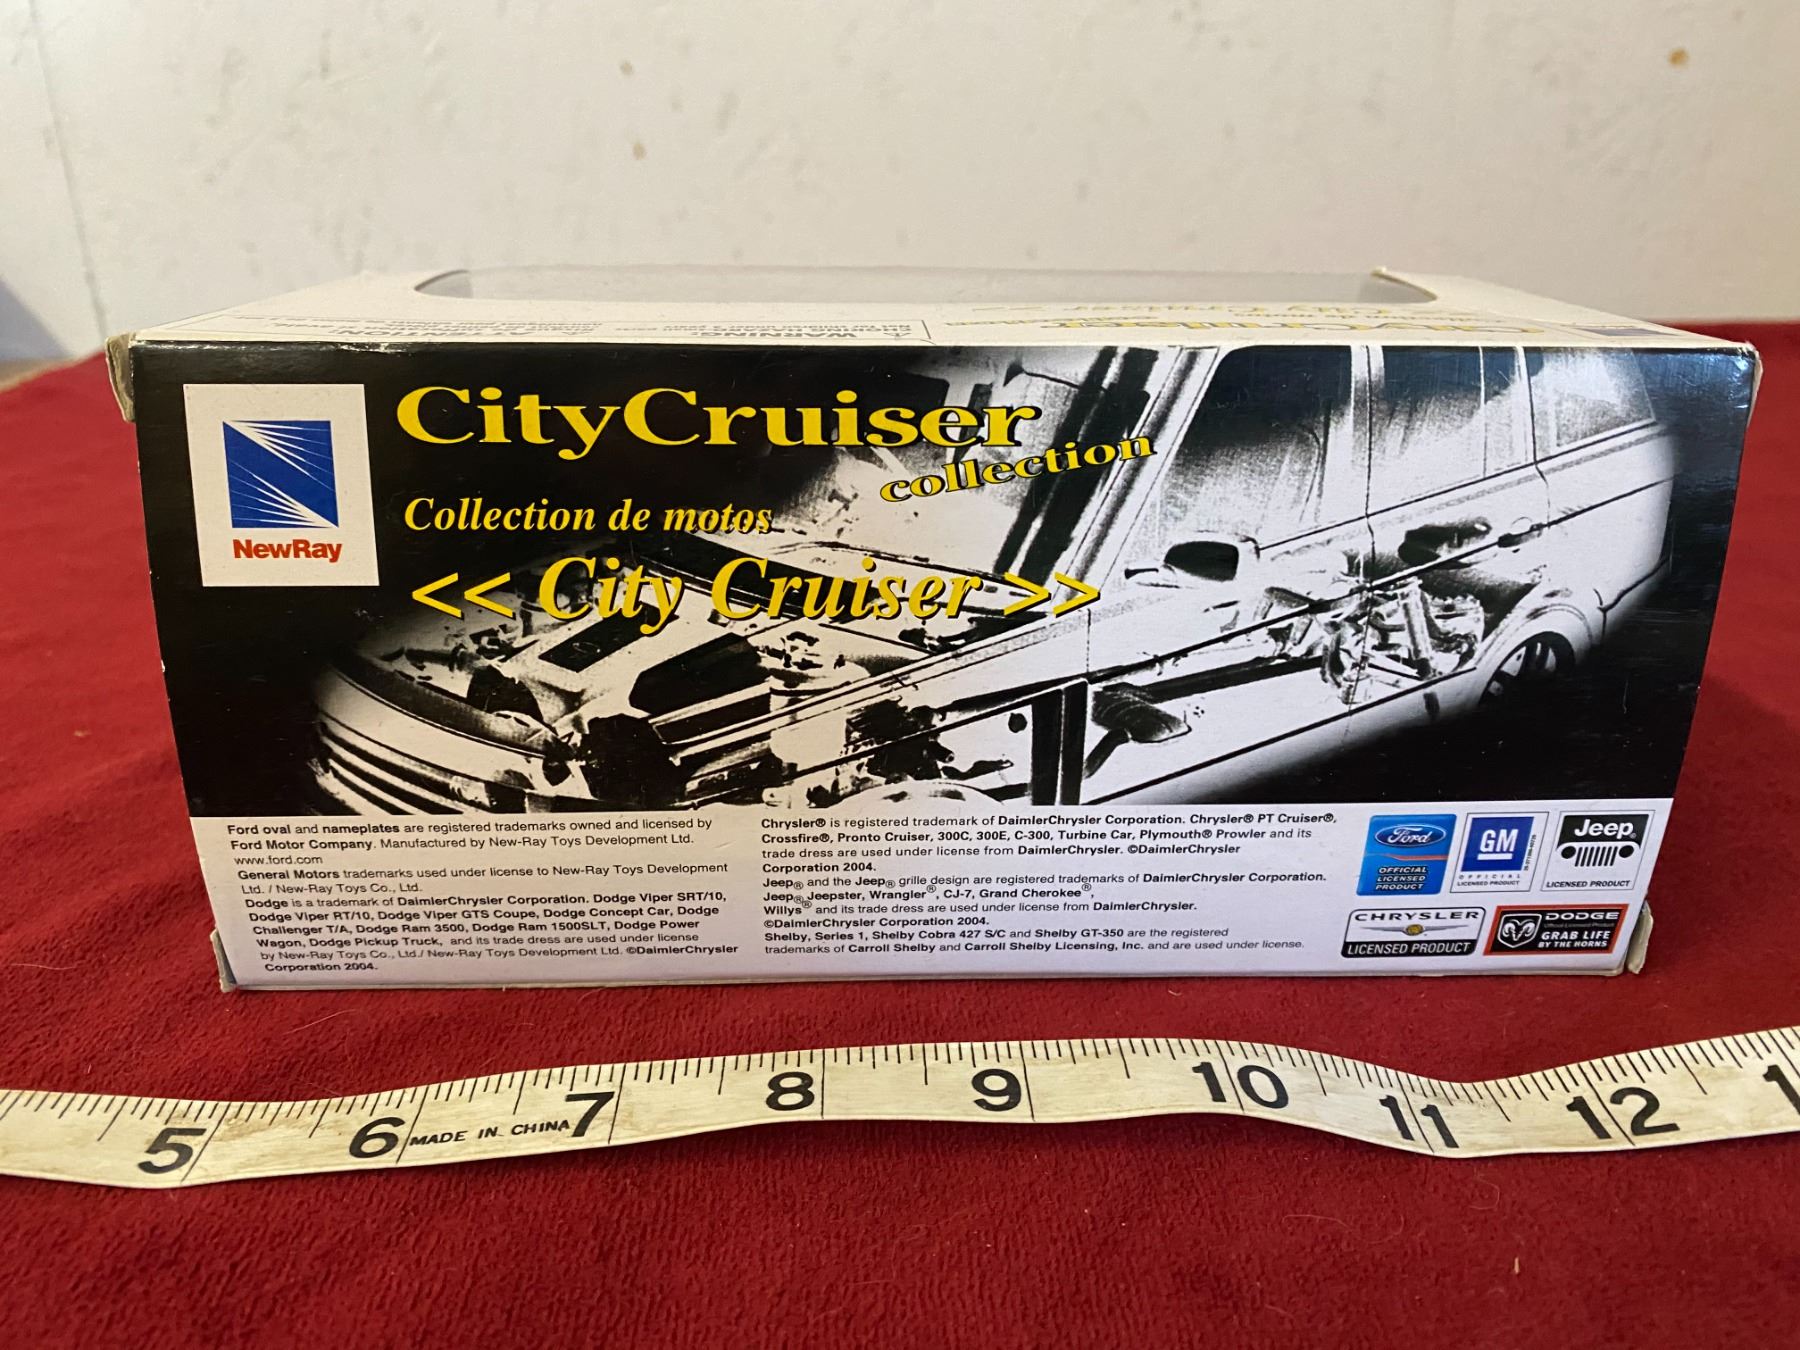 WARNING:
CityCruiser
collection
Collection de motos
<< City Cruiser >>
NewRay
Ford oval and nameplates are registered trademarks owned and licensed by
Ford Motor Company. Manufactured by New-Ray Toys Development Ltd.
www.ford.com
General Motors trademarks used under license to New-Ray Toys Development
Ltd. / New-Ray Toys Co., Ltd.
Dodge is a trademark of DaimlerChrysler Corporation. Dodge Viper SRT/10,
Dodge Viper RT/10, Dodge Viper GTS Coupe, Dodge Concept Car, Dodge
Challenger T/A, Dodge Ram 3500, Dodge Ram 1500SLT, Dodge Power
Wagon, Dodge Pickup Truck, and its trade dress are used under license
by New-Ray Toys Co., Ltd./ New-Ray Toys Development Ltd. ©DaimlerChrysler
Corporation 2004.
Chrysler® is registered trademark of DaimlerChrysler Corporation. Chrysler® PT Cruiser®,
Crossfire®, Pronto Cruiser, 300C, 300E, C-300, Turbine Car, Plymouth® Prowler and its
trade dress are used under license from DaimlerChrysler. ©DaimlerChrysler
Corporation 2004.
Jeep® and the Jeep® grille design are registered trademarks of DaimlerChrysler Corporation.
Jeep® Jeepster, Wrangler®, CJ-7, Grand Cherokee®,
Willys® and its trade dress are used under license from DaimlerChrysler.
©DaimlerChrysler Corporation 2004.
Shelby, Series 1, Shelby Cobra 427 S/C and Shelby GT-350 are the registered
trademarks of Carroll Shelby and Carroll Shelby Licensing, Inc. and are used under license.
Ford
OFFICIAL
LICENSED
PRODUCT
GM
OFFICIAL
LICENSED PRODUCT
Jeep
LICENSED PRODUCT
CHRYSLER
LICENSED PRODUCT
DODGE
Official Licensed Product
GRAB LIFE
BY THE HORNS
5 6 MADE IN CHINA 7 8 9 10 11 12 1